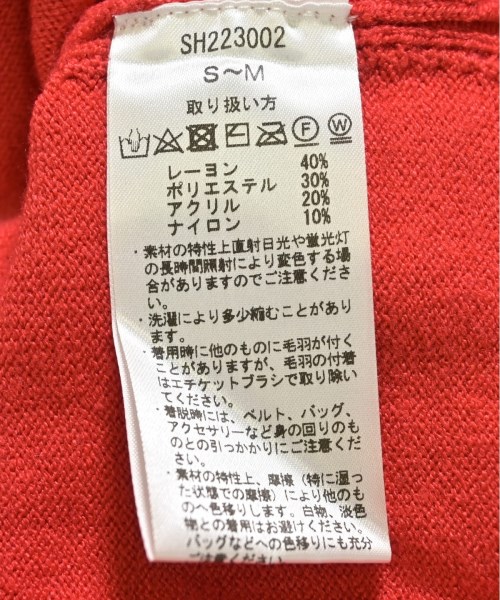 SH223002
S〜M
取り扱い方
F W
レーヨン 40%
ポリエステル 30%
アクリル 20%
ナイロン 10%
・素材の特性上直射日光や蛍光灯
の長時間照射により変色する場
合がありますのでご注意くださ
い。
・洗濯により多少縮むことがあり
ます。
・着用時に他のものに毛羽が付く
ことがありますが、毛羽の付着
はエチケットブラシで取り除い
てください。
・着脱時には、ベルト、バッグ、
アクセサリーなど身の回りのも
のとの引っかかりにご注意くださ
い。
・素材の特性上、摩擦（特に湿っ
た状態での摩擦）により他のも
のへ色移りします。白物、淡色
物との着用はお避けください。
バッグなどへの色移りにも充分
ご注意ください。